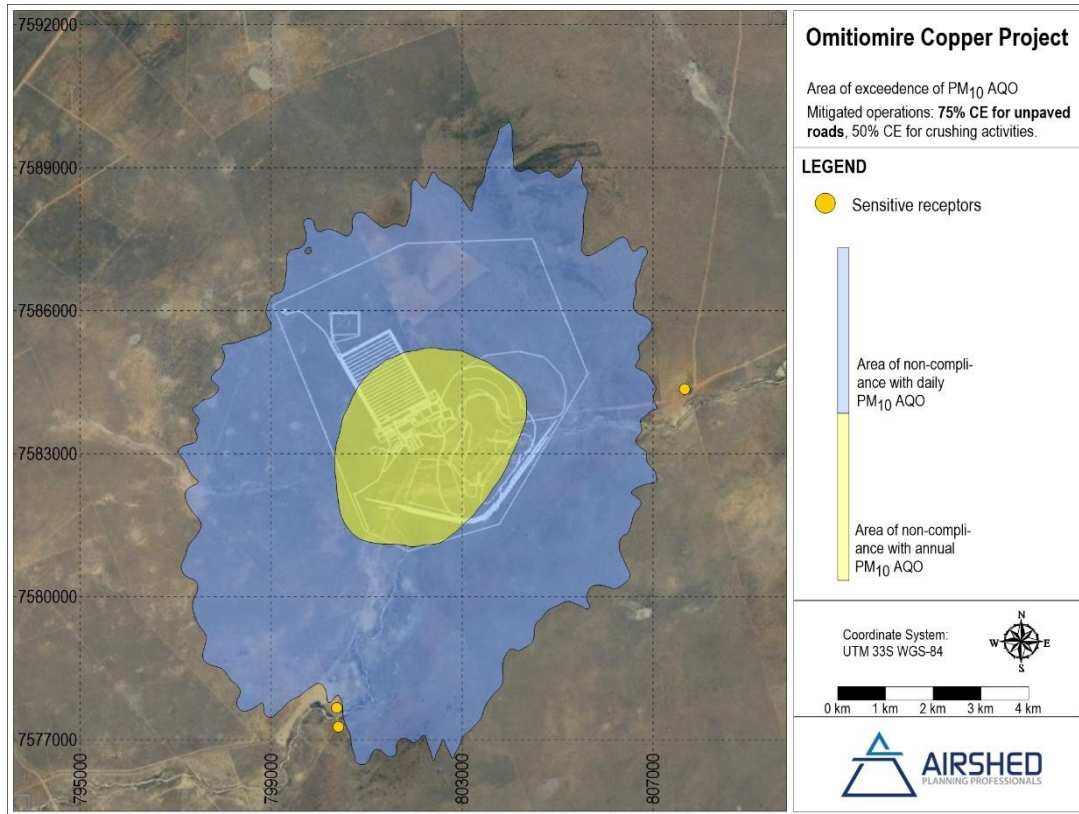 7592000
7589000
7586000
7583000
7580000
7577000
795000
799000
803000
807000
Omitiomire Copper Project
Area of exceedence of PM10 AQO
Mitigated operations: 75% CE for unpaved
roads, 50% CE for crushing activities.
LEGEND
Sensitive receptors
Area of non-compli-
ance with daily
PM10 AQO
Area of non-compli-
ance with annual
PM10 AQO
Coordinate System:
UTM 33S WGS-84
N
W E
S
0 km 1 km 2 km 3 km 4 km
AIRSHED
PLANNING PROFESSIONALS